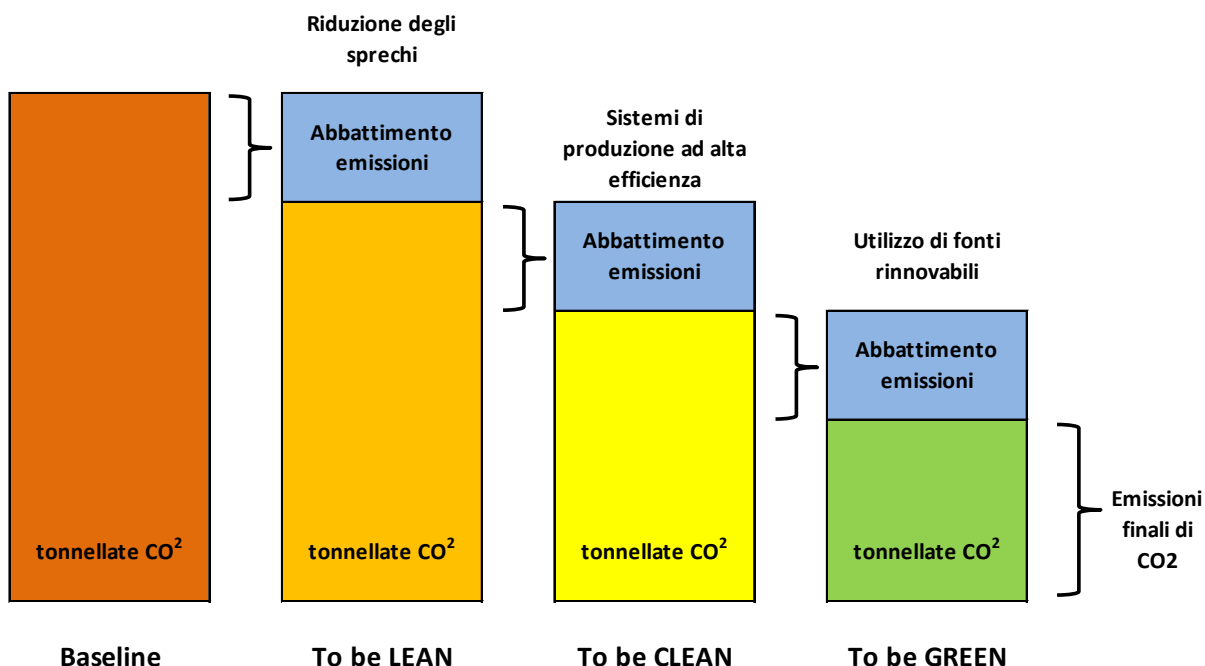 Riduzione degli
sprechi
Abbattimento
emissioni
Sistemi di
produzione ad alta
efficienza
Abbattimento
emissioni
Utilizzo di fonti
rinnovabili
Abbattimento
emissioni
tonnellate CO²
tonnellate CO²
tonnellate CO²
tonnellate CO²
Emissioni
finali di
CO2
Baseline
To be LEAN
To be CLEAN
To be GREEN